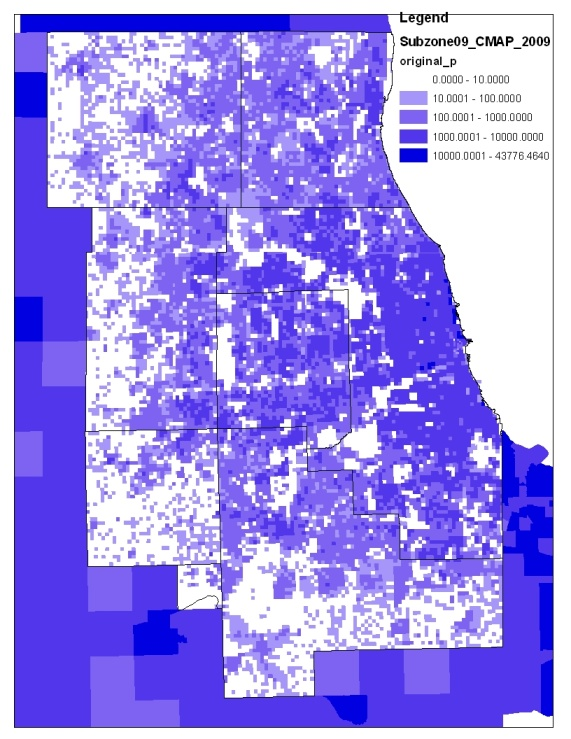 Legend
Subzone09_CMAP_2009
original_p
0.0000 - 10.0000
10.0001 - 100.0000
100.0001 - 1000.0000
1000.0001 - 10000.0000
10000.0001 - 43776.4640